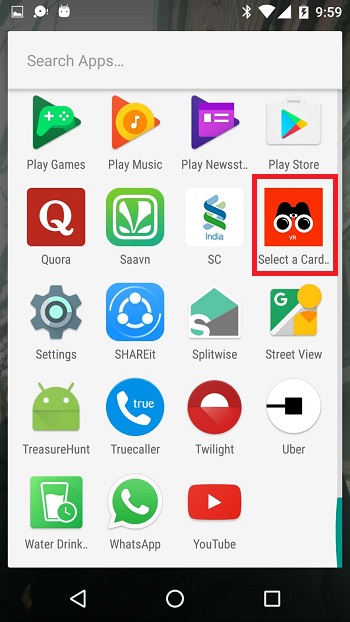 9:59
Search Apps...
Play Games
Play Music
Play Newsst..
Play Store
Q
India
VR
Quora
Saavn
SC
Select a Card..
S
G
Settings
SHAREit
Splitwise
Street View
true
TreasureHunt
Truecaller
Twilight
Uber
Water Drink..
WhatsApp
YouTube